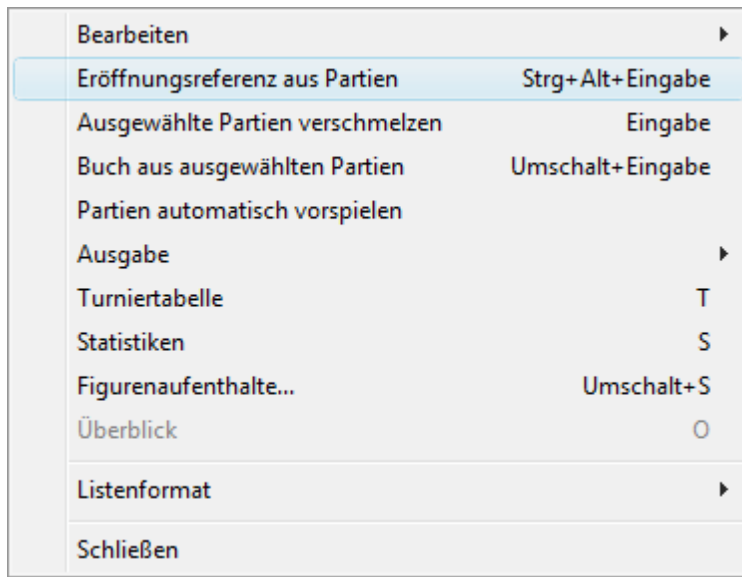 Bearbeiten
Eröffnungsreferenz aus Partien Strg+Alt+Eingabe
Ausgewählte Partien verschmelzen Eingabe
Buch aus ausgewählten Partien Umschalt+Eingabe
Partien automatisch vorspielen
Ausgabe
Turniertabelle T
Statistiken S
Figurenaufenthalte... Umschalt+S
Überblick O
Listenformat
Schließen